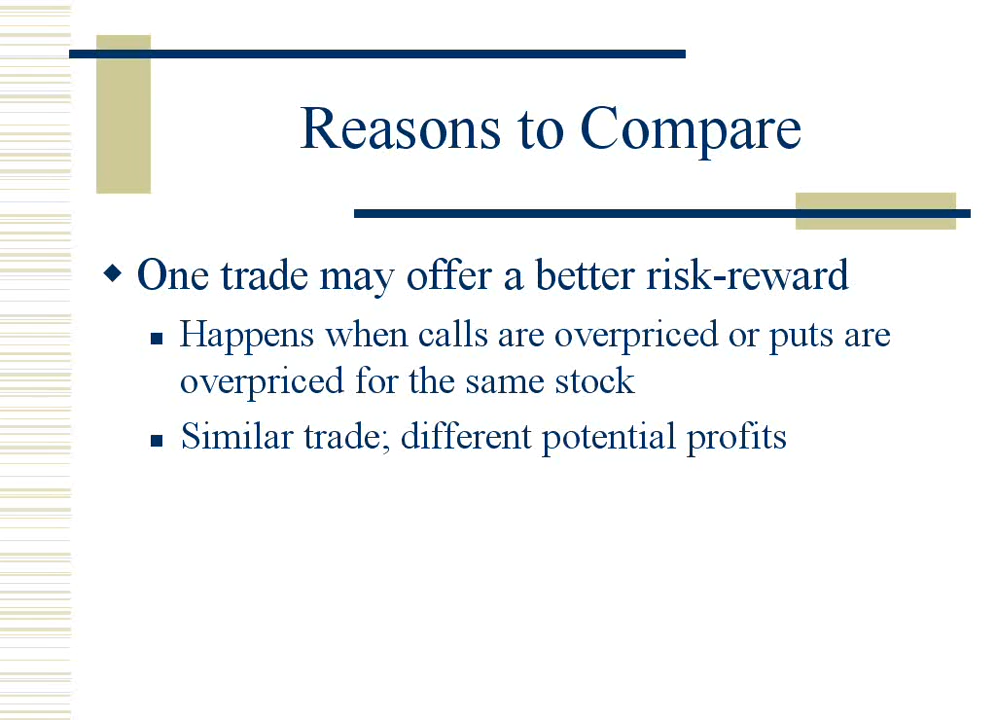 Reasons to Compare
One trade may offer a better risk-reward
Happens when calls are overpriced or puts are
overpriced for the same stock
Similar trade; different potential profits